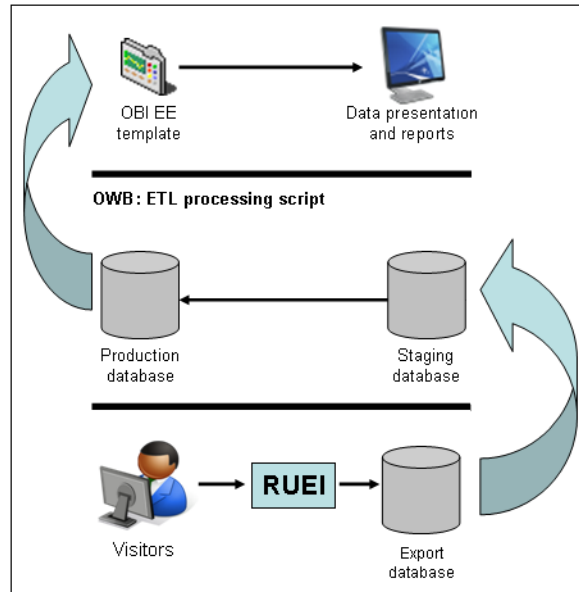 OBI EE
template
Data presentation
and reports
OWB: ETL processing script
Production
database
Staging
database
Visitors
RUEI
Export
database